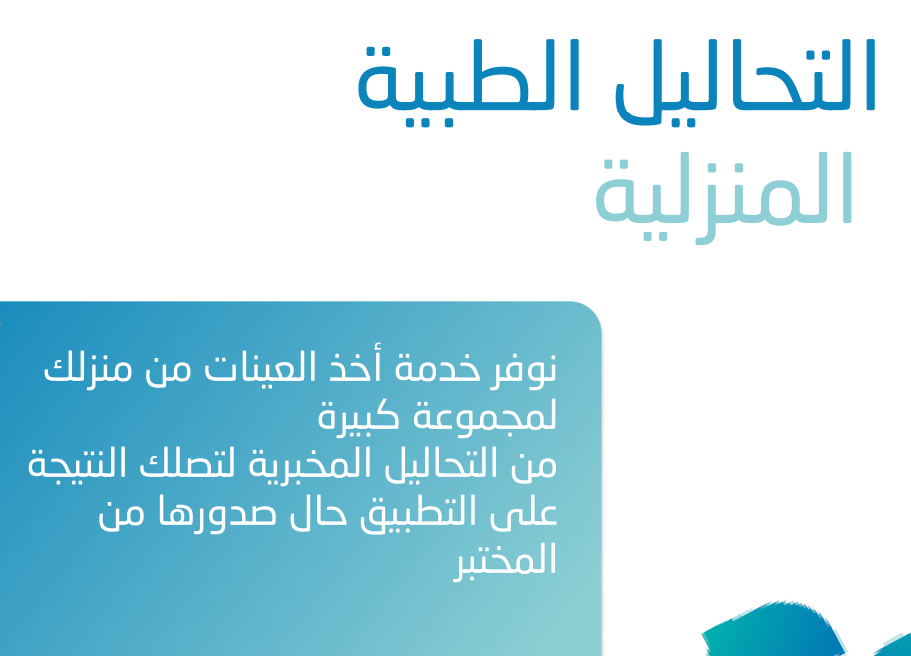 التحاليل الطبية
المنزلية
نوفر خدمة أخذ العينات من منزلك
لمجموعة كبيرة
من التحاليل المخبرية لتصلك النتيجة
على التطبيق حال صدورها من
المختبر